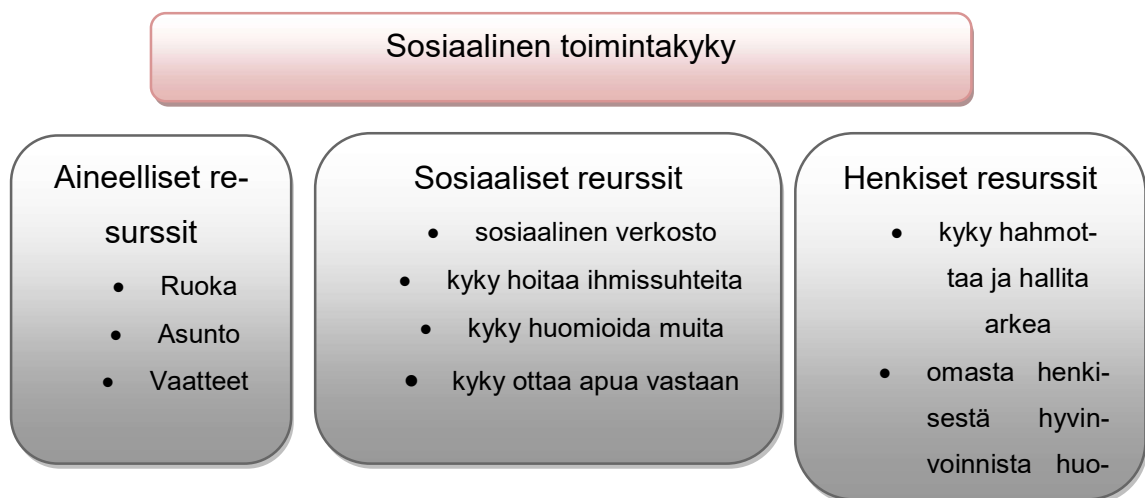 Sosiaalinen toimintakyky
Aineelliset re-
surssit
• Ruoka
• Asunto
• Vaatteet
Sosiaaliset reurssit
• sosiaalinen verkosto
• kyky hoitaa ihmissuhteita
• kyky huomioida muita
• kyky ottaa apua vastaan
Henkiset resurssit
• kyky hahmot-
taa ja hallita
arkea
• omasta henki-
sestä hyvin-
voinnista huo-